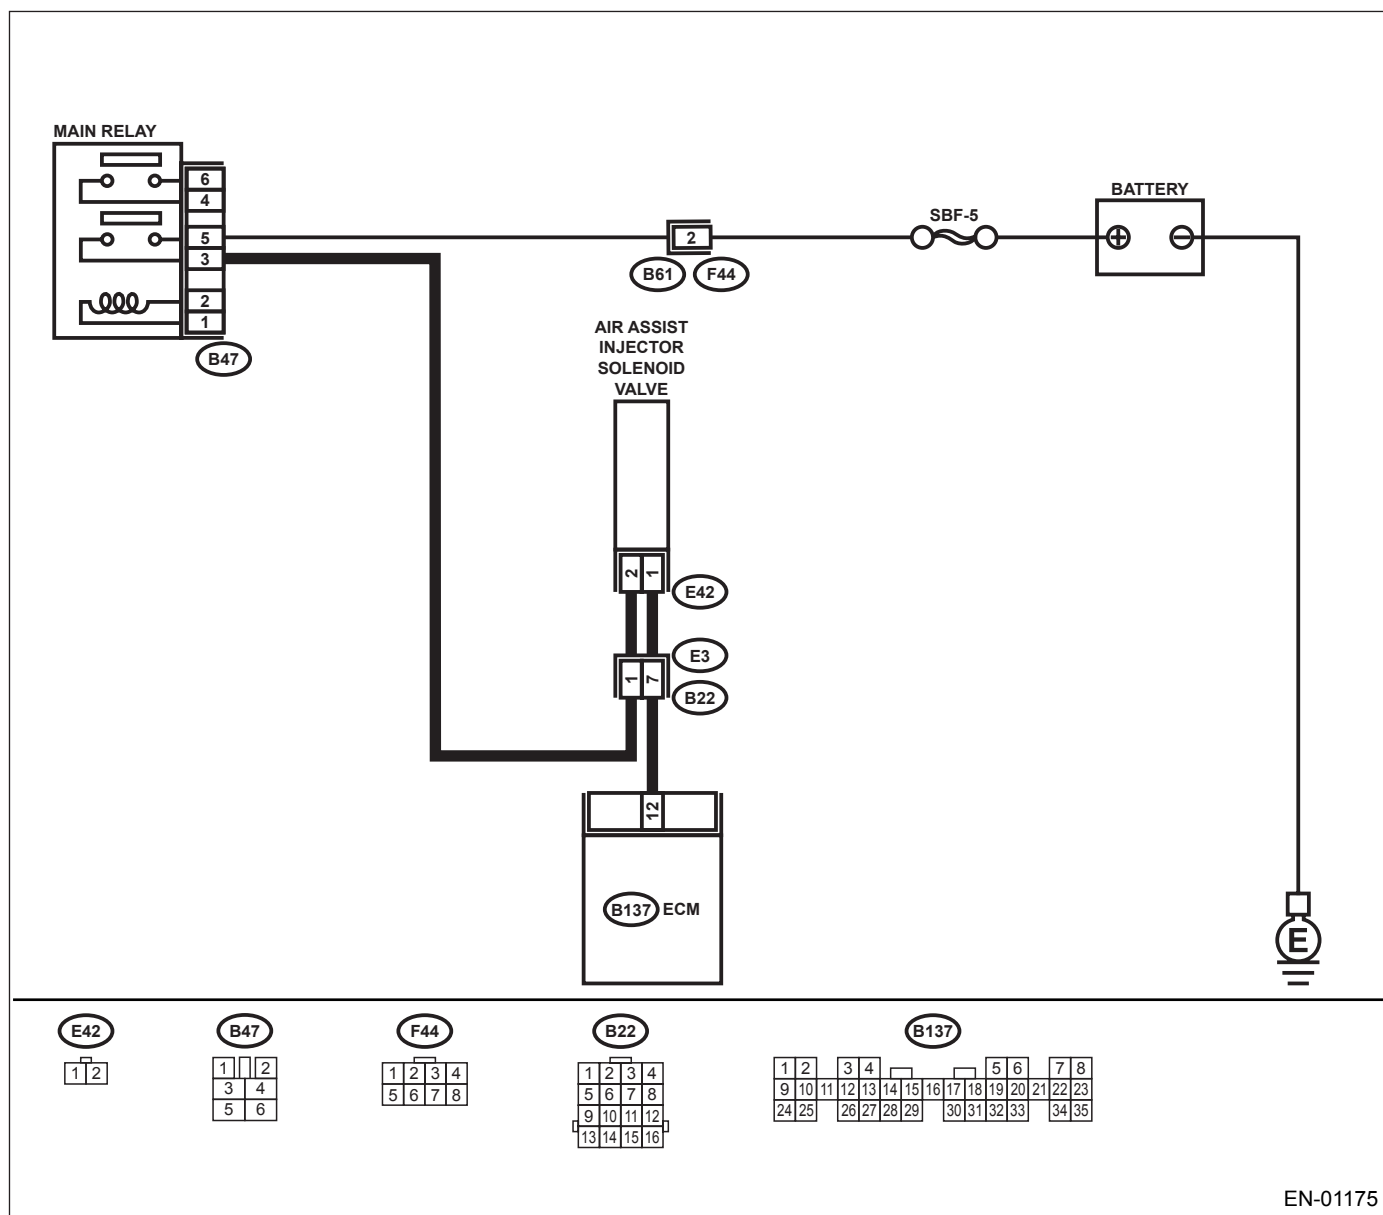 MAIN RELAY
6
4
5
3
2
1
B47
2
B61 F44
SBF-5
BATTERY
AIR ASSIST
INJECTOR
SOLENOID
VALVE
2 1
E42
E3
1 7
B22
12
B137 ECM
E
E42
1 2
B47
1 2
3 4
5 6
F44
1 2 3 4
5 6 7 8
B22
1 2 3 4
5 6 7 8
9 10 11 12
13 14 15 16
B137
1 2 3 4 5 6 7 8
9 10 11 12 13 14 15 16 17 18 19 20 21 22 23
24 25 26 27 28 29 30 31 32 33 34 35
EN-01175